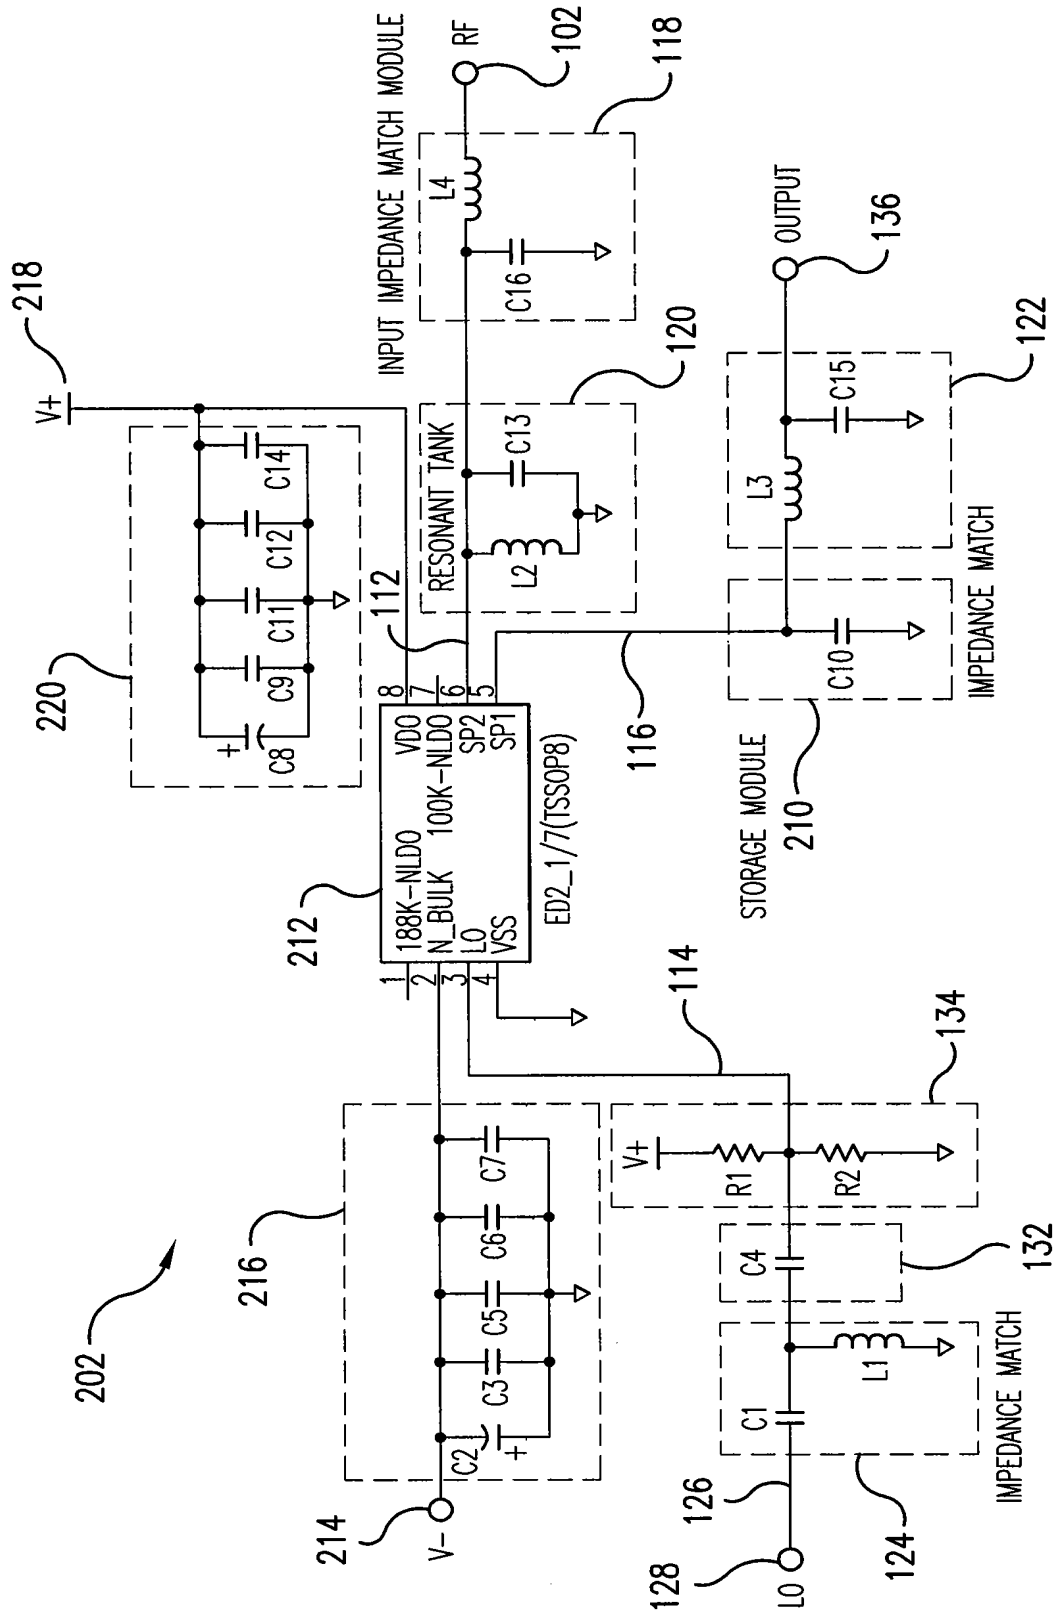 202
V-
214
216
C2
+
C3
C5
C6
C7
LO
128
126
124
C1
L1
IMPEDANCE MATCH
C4
132
V+
R1
R2
134
114
212
1
2
3
4
188K-NLDO
N_BULK
LO
VSS
VDO
100K-NLDO
SP2
SP1
8
7
6
5
ED2_1/7(TSSOP8)
220
+
C8
C9
C11
C12
C14
V+
218
112
RESONANT TANK
L2
C13
120
INPUT IMPEDANCE MATCH MODULE
L4
C16
118
RF
102
116
STORAGE MODULE
210
C10
IMPEDANCE MATCH
L3
C15
122
OUTPUT
136